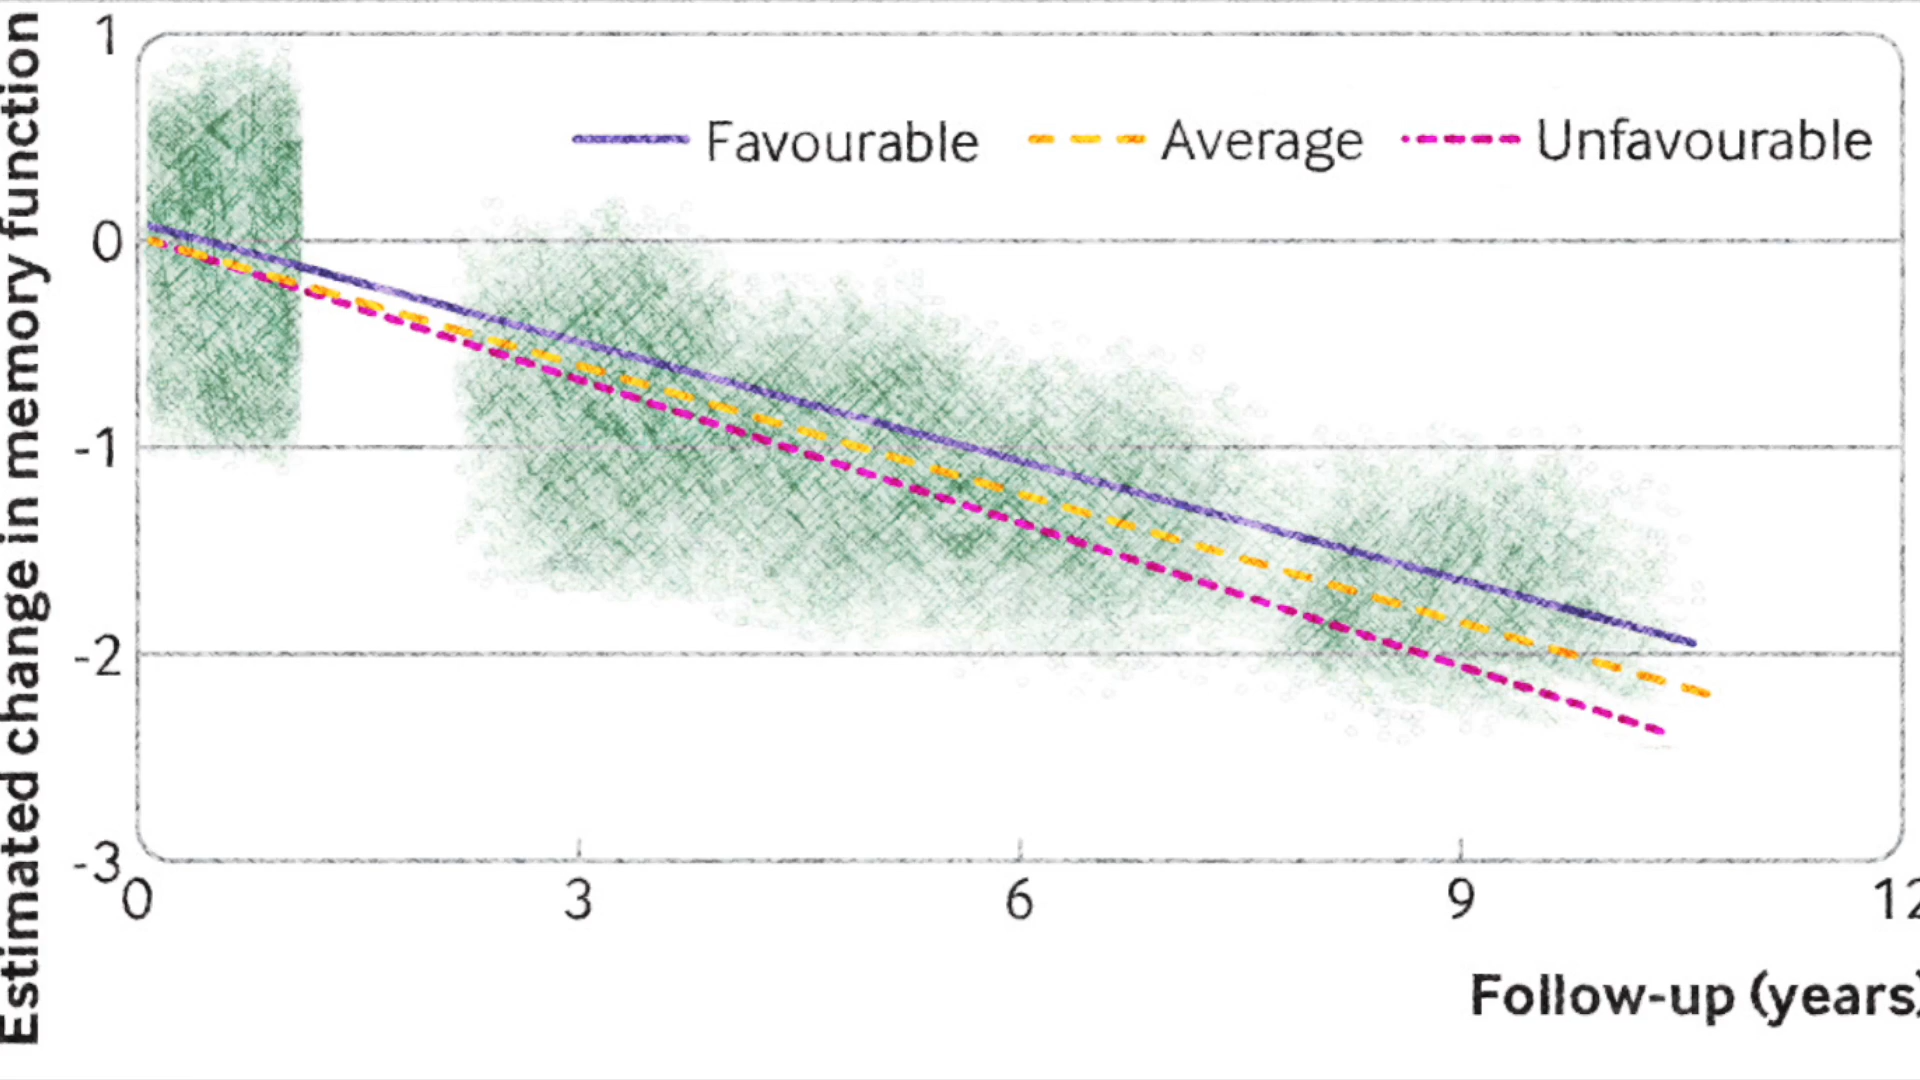 Estimated change in memory function
1
Favourable Average Unfavourable
0
-1
-2
-3
0 3 6 9 12
Follow-up (years)